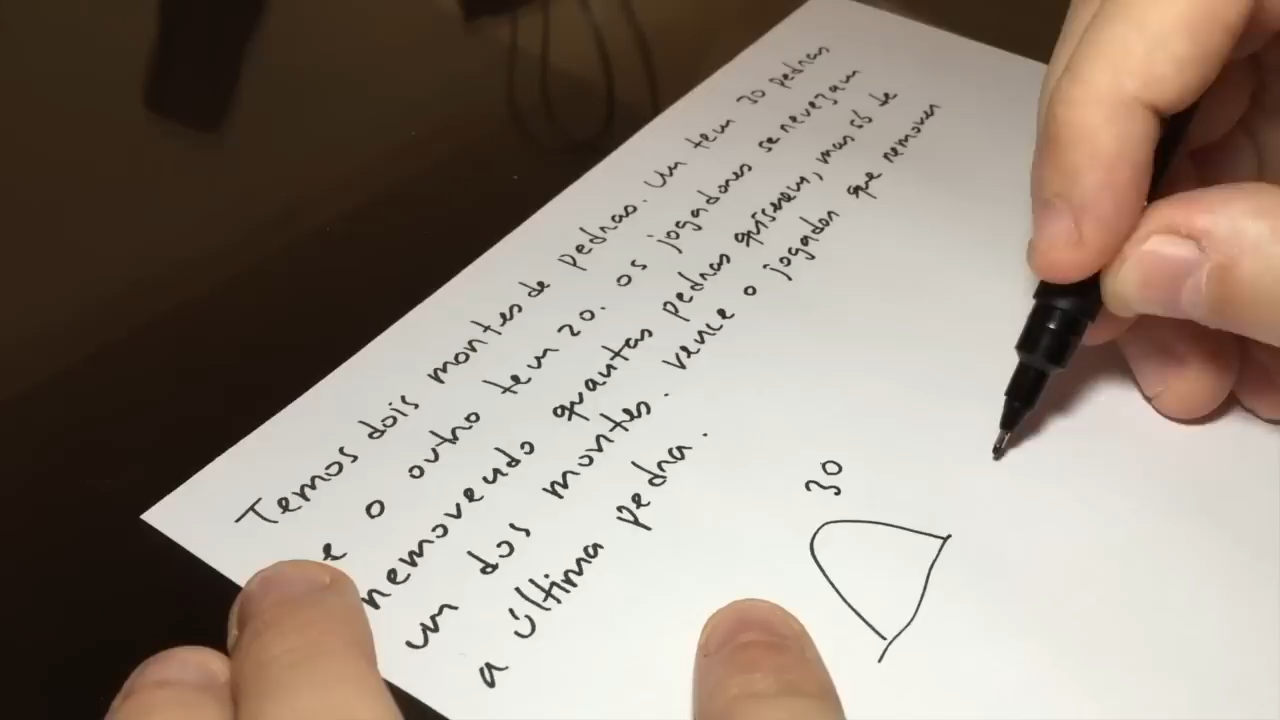 Temos dois montes de pedras. Um tem 30 pedras
e o outro tem 20. os jogadores se revezam
removendo quantas pedras quiserem, mas só de
um dos montes. vence o jogador que remover
a última pedra.
30